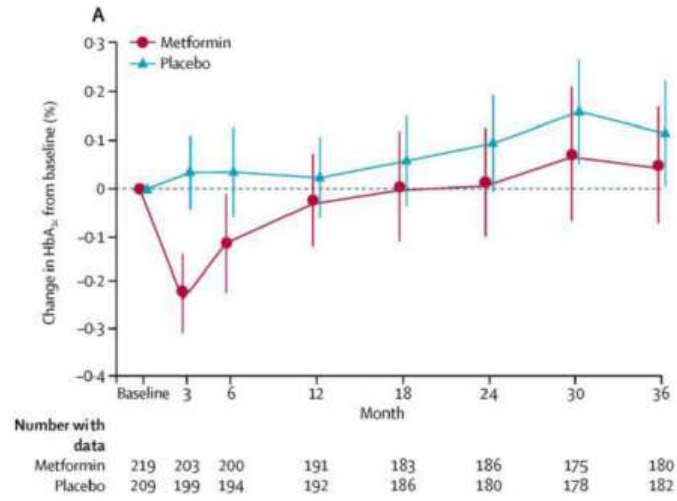 A
0·3
Metformin
Placebo
0·2
0·1
0
−0·1
−0·2
−0·3
−0·4
Change in HbA1c from baseline (%)
Baseline 3 6 12 18 24 30 36
Month
Number with
data
Metformin 219 203 200 191 183 186 175 180
Placebo 209 199 194 192 186 180 178 182